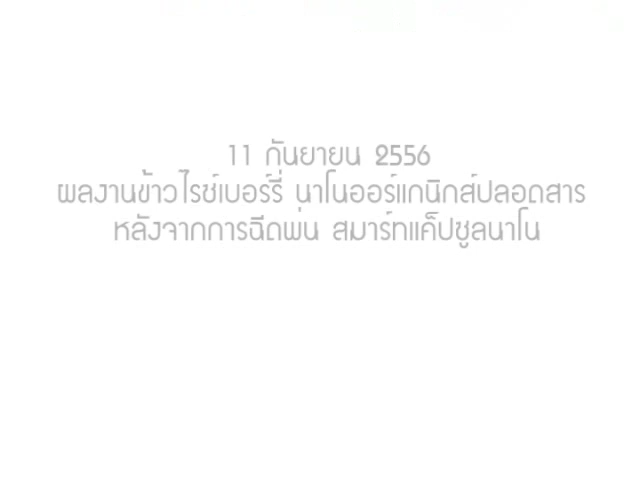 11 กันยายน 2556
ผลงานข้าวไรซ์เบอร์รี่ นาโนออร์แกนิกส์ปลอดสาร
หลังจากการฉีดพ่น สมาร์ทแค็ปซูลนาโน